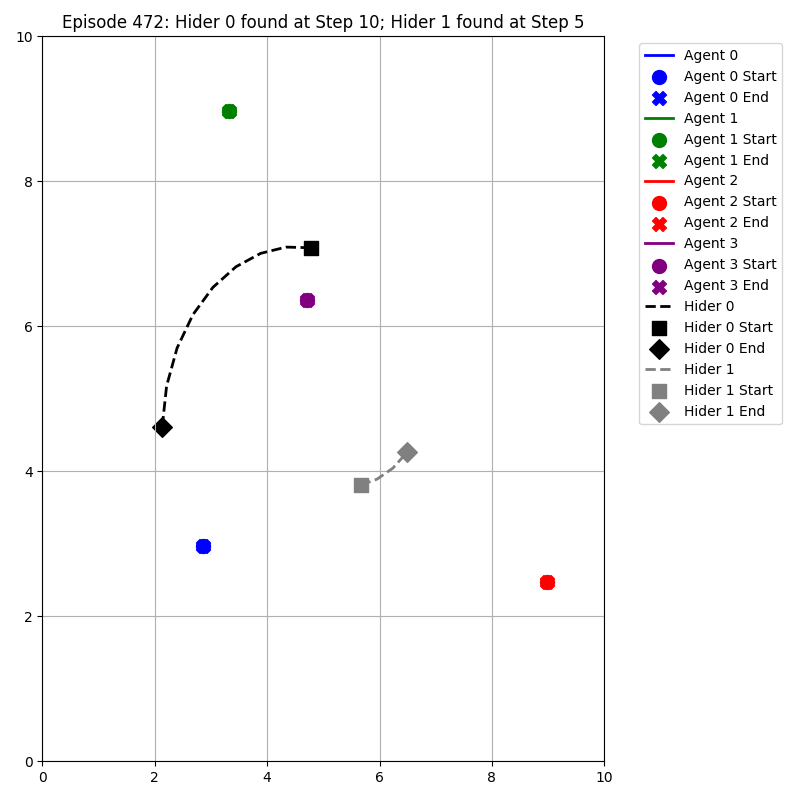 Episode 472: Hider 0 found at Step 10; Hider 1 found at Step 5
10
8
6
4
2
0
0
2
4
6
8
10
Agent 0
Agent 0 Start
Agent 0 End
Agent 1
Agent 1 Start
Agent 1 End
Agent 2
Agent 2 Start
Agent 2 End
Agent 3
Agent 3 Start
Agent 3 End
Hider 0
Hider 0 Start
Hider 0 End
Hider 1
Hider 1 Start
Hider 1 End